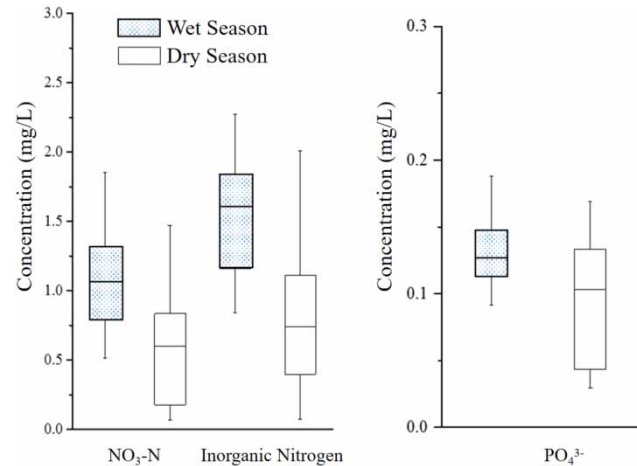 Wet Season
Dry Season
Concentration (mg/L)
3.0
2.5
2.0
1.5
1.0
0.5
0.0
NO₃-N
Inorganic Nitrogen
Concentration (mg/L)
0.3
0.2
0.1
0.0
PO₄³⁻